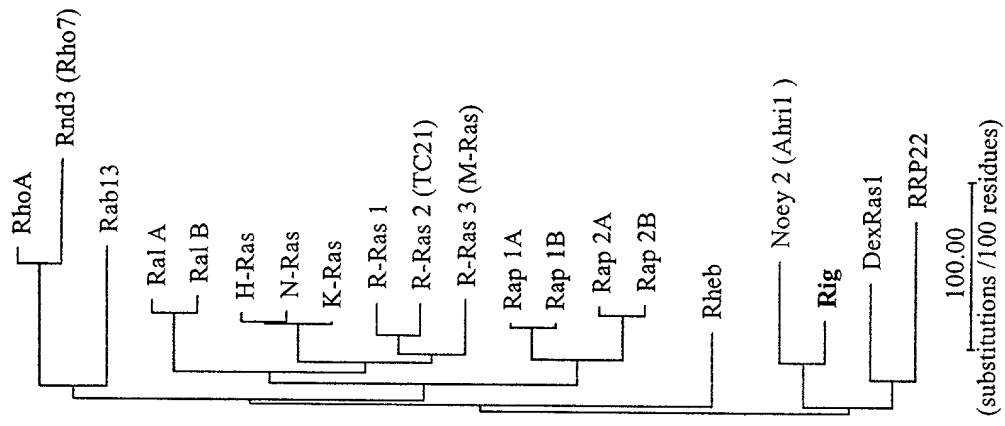 RhoA
Rnd3 (Rho7)
Rab13
Ral A
Ral B
H-Ras
N-Ras
K-Ras
R-Ras 1
R-Ras 2 (TC21)
R-Ras 3 (M-Ras)
Rap 1A
Rap 1B
Rap 2A
Rap 2B
Rheb
Noey 2 (Ahri1 )
Rig
DexRas1
RRP22
100.00
(substitutions /100 residues)